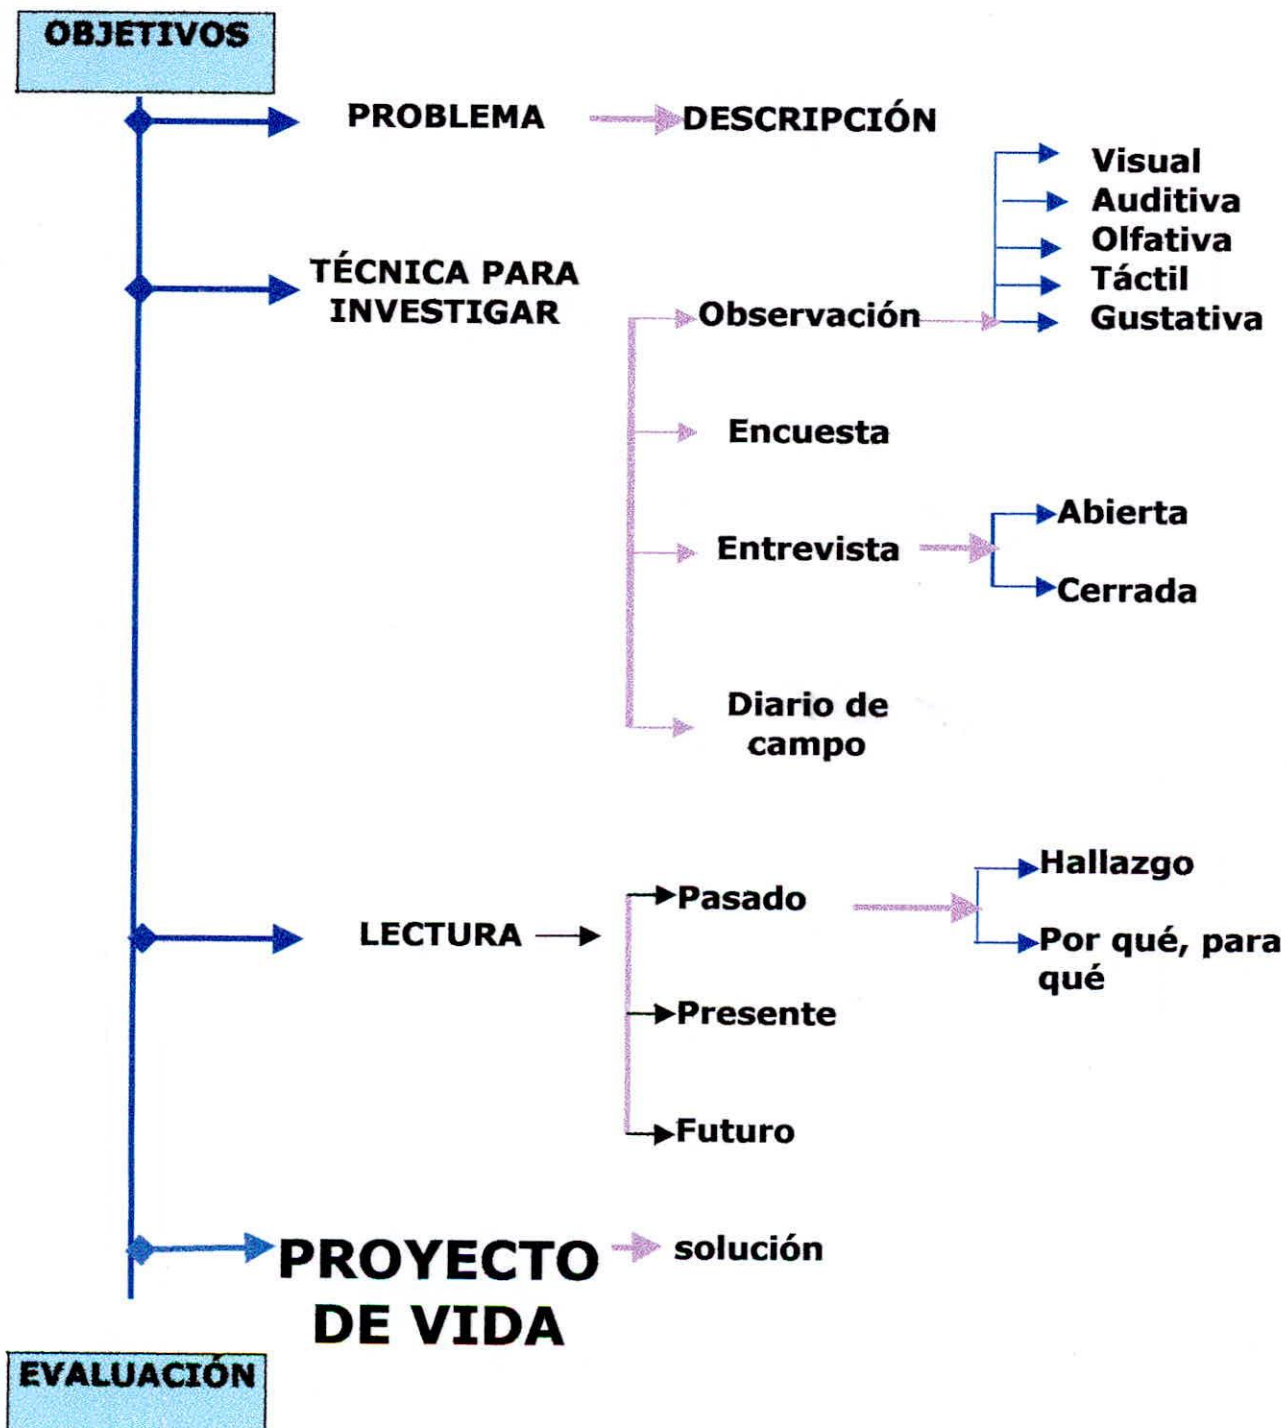 OBJETIVOS
PROBLEMA
DESCRIPCIÓN
Visual
Auditiva
Olfativa
Táctil
Gustativa
TÉCNICA PARA
INVESTIGAR
Observación
Encuesta
Entrevista
Abierta
Cerrada
Diario de
campo
LECTURA
Pasado
Hallazgo
Por qué, para
qué
Presente
Futuro
PROYECTO
DE VIDA
solución
EVALUACIÓN